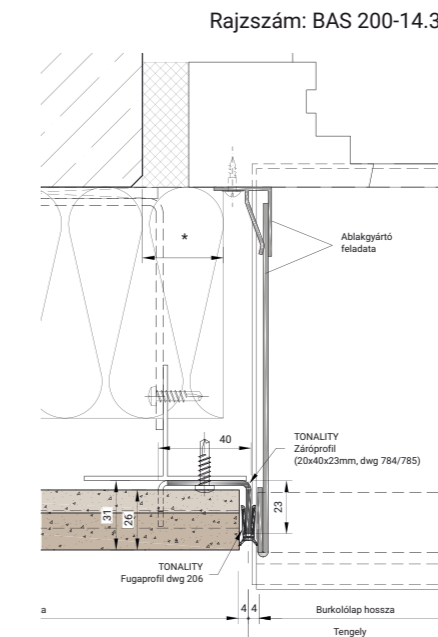 Rajzszám: BAS 200-14.3
*
Ablakgyártó
feladata
40
TONALITY
Záróprofil
(20x40x23mm, dwg 784/785)
31
26
23
TONALITY
Fugaprofil dwg 206
a
4 4
Burkolólap hossza
Tengely